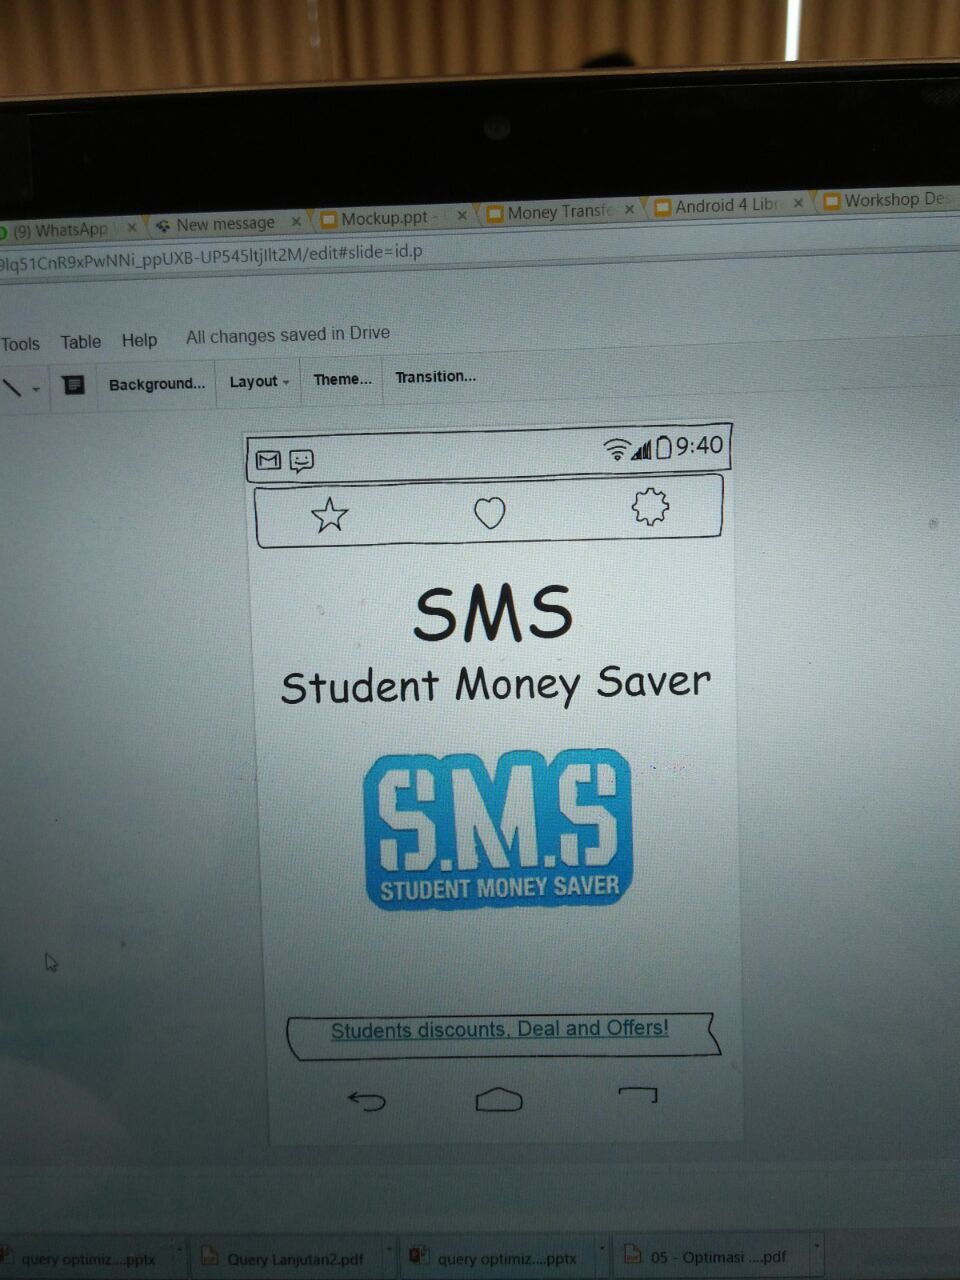 (9) WhatsApp
New message
Mockup.ppt -
Money Transfe
Android 4 Libr
Workshop Des
9lq51CnR9xPwNNi_ppUXB-UP545ltjIlt2M/edit#slide=id.p
Tools Table Help All changes saved in Drive
Background... Layout Theme... Transition...
9:40
SMS
Student Money Saver
S.M.S
STUDENT MONEY SAVER
Students discounts, Deal and Offers!
query optimiz....pptx
Query Lanjutan2.pdf
query optimiz....pptx
05 - Optimasi ....pdf